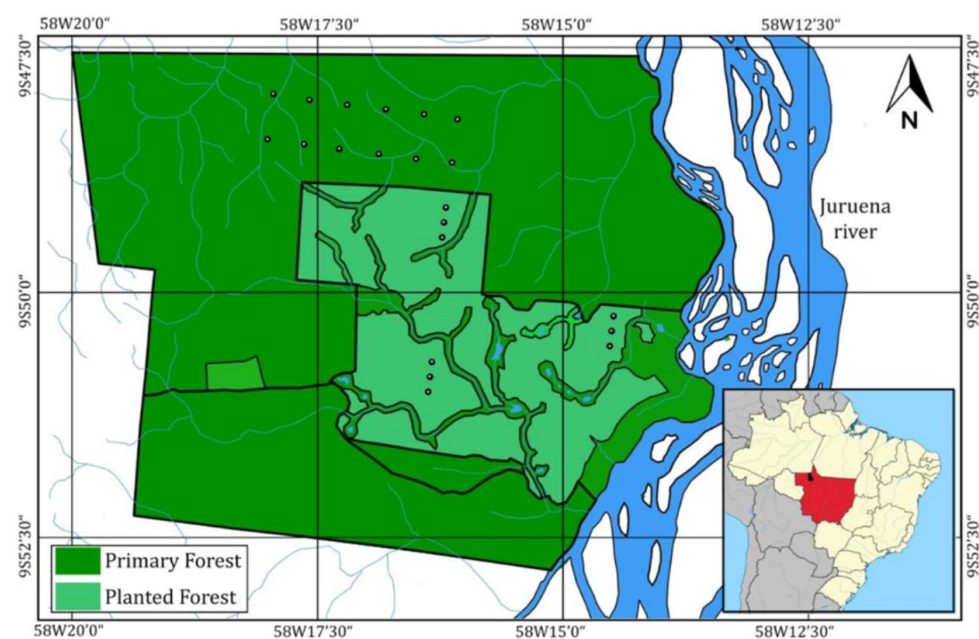 58W20'0" 58W17'30" 58W15'0" 58W12'30"
9S47'30" 9S47'30"
N
Juruena
river
9S50'0" 9S50'0"
9S52'30" 9S52'30"
Primary Forest
Planted Forest
58W20'0" 58W17'30" 58W15'0" 58W12'30"